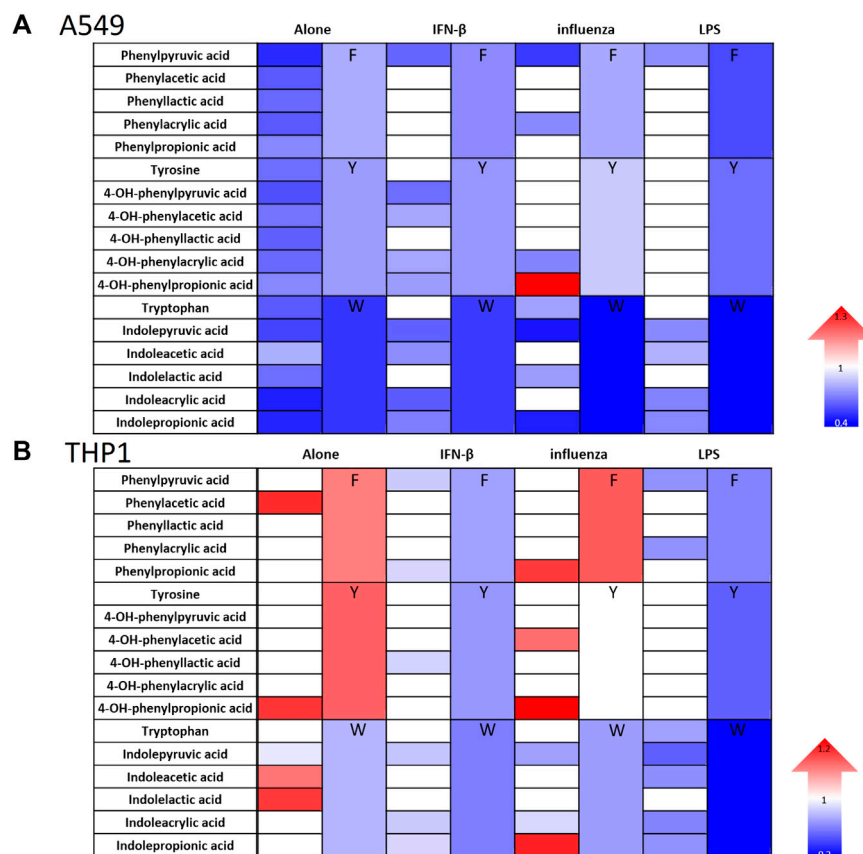 A A549
Alone IFN-β influenza LPS
Phenylpyruvic acid F F F F
Phenylacetic acid
Phenyllactic acid
Phenylacrylic acid
Phenylpropionic acid
Tyrosine Y Y Y Y
4-OH-phenylpyruvic acid
4-OH-phenylacetic acid
4-OH-phenyllactic acid
4-OH-phenylacrylic acid
4-OH-phenylpropionic acid
Tryptophan W W W W
Indolepyruvic acid
Indoleacetic acid
Indolelactic acid
Indoleacrylic acid
Indolepropionic acid
1.3
1
0.4
B THP1
Alone IFN-β influenza LPS
Phenylpyruvic acid F F F F
Phenylacetic acid
Phenyllactic acid
Phenylacrylic acid
Phenylpropionic acid
Tyrosine Y Y Y Y
4-OH-phenylpyruvic acid
4-OH-phenylacetic acid
4-OH-phenyllactic acid
4-OH-phenylacrylic acid
4-OH-phenylpropionic acid
Tryptophan W W W W
Indolepyruvic acid
Indoleacetic acid
Indolelactic acid
Indoleacrylic acid
Indolepropionic acid
1.2
1